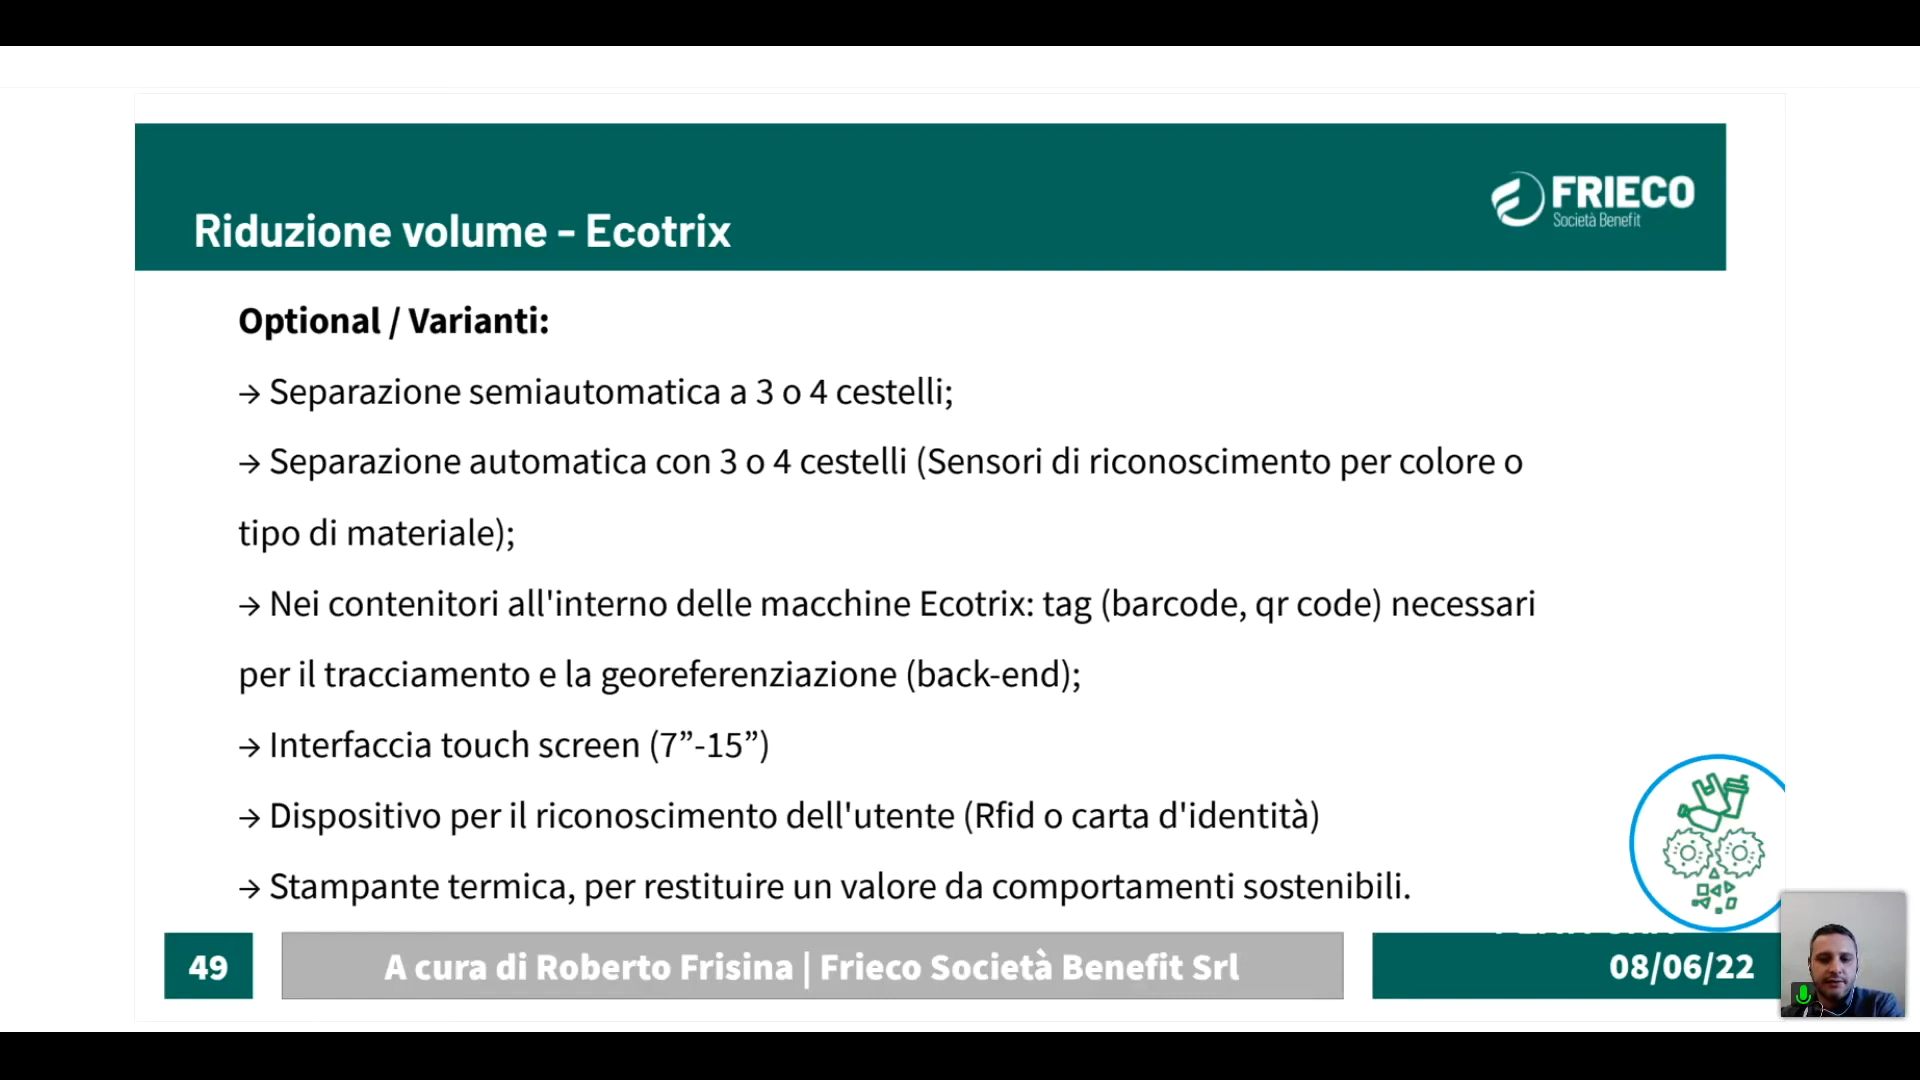 FRIECO
Società Benefit
Riduzione volume - Ecotrix
Optional / Varianti:
→ Separazione semiautomatica a 3 o 4 cestelli;
→ Separazione automatica con 3 o 4 cestelli (Sensori di riconoscimento per colore o
tipo di materiale);
→ Nei contenitori all'interno delle macchine Ecotrix: tag (barcode, qr code) necessari
per il tracciamento e la georeferenziazione (back-end);
→ Interfaccia touch screen (7”-15”)
→ Dispositivo per il riconoscimento dell'utente (Rfid o carta d'identità)
→ Stampante termica, per restituire un valore da comportamenti sostenibili.
49
A cura di Roberto Frisina | Frieco Società Benefit Srl
08/06/22